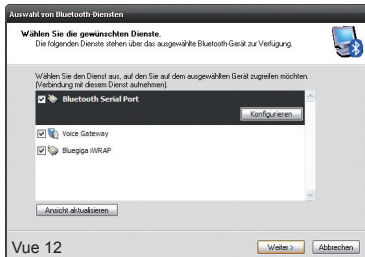 Auswahl von Bluetooth-Diensten
Wählen Sie die gewünschten Dienste.
Die folgenden Dienste stehen über das ausgewählte Bluetooth-Gerät zur Verfügung.
Wählen Sie den Dienst aus, auf den Sie auf dem ausgewählten Gerät zugreifen möchten.
(Verbindung mit diesem Dienst aufnehmen).
Bluetooth Serial Port
Konfigurieren
Voice Gateway
Bluegiga iWRAP
Ansicht aktualisieren
Vue 12
Weiter >
Abbrechen